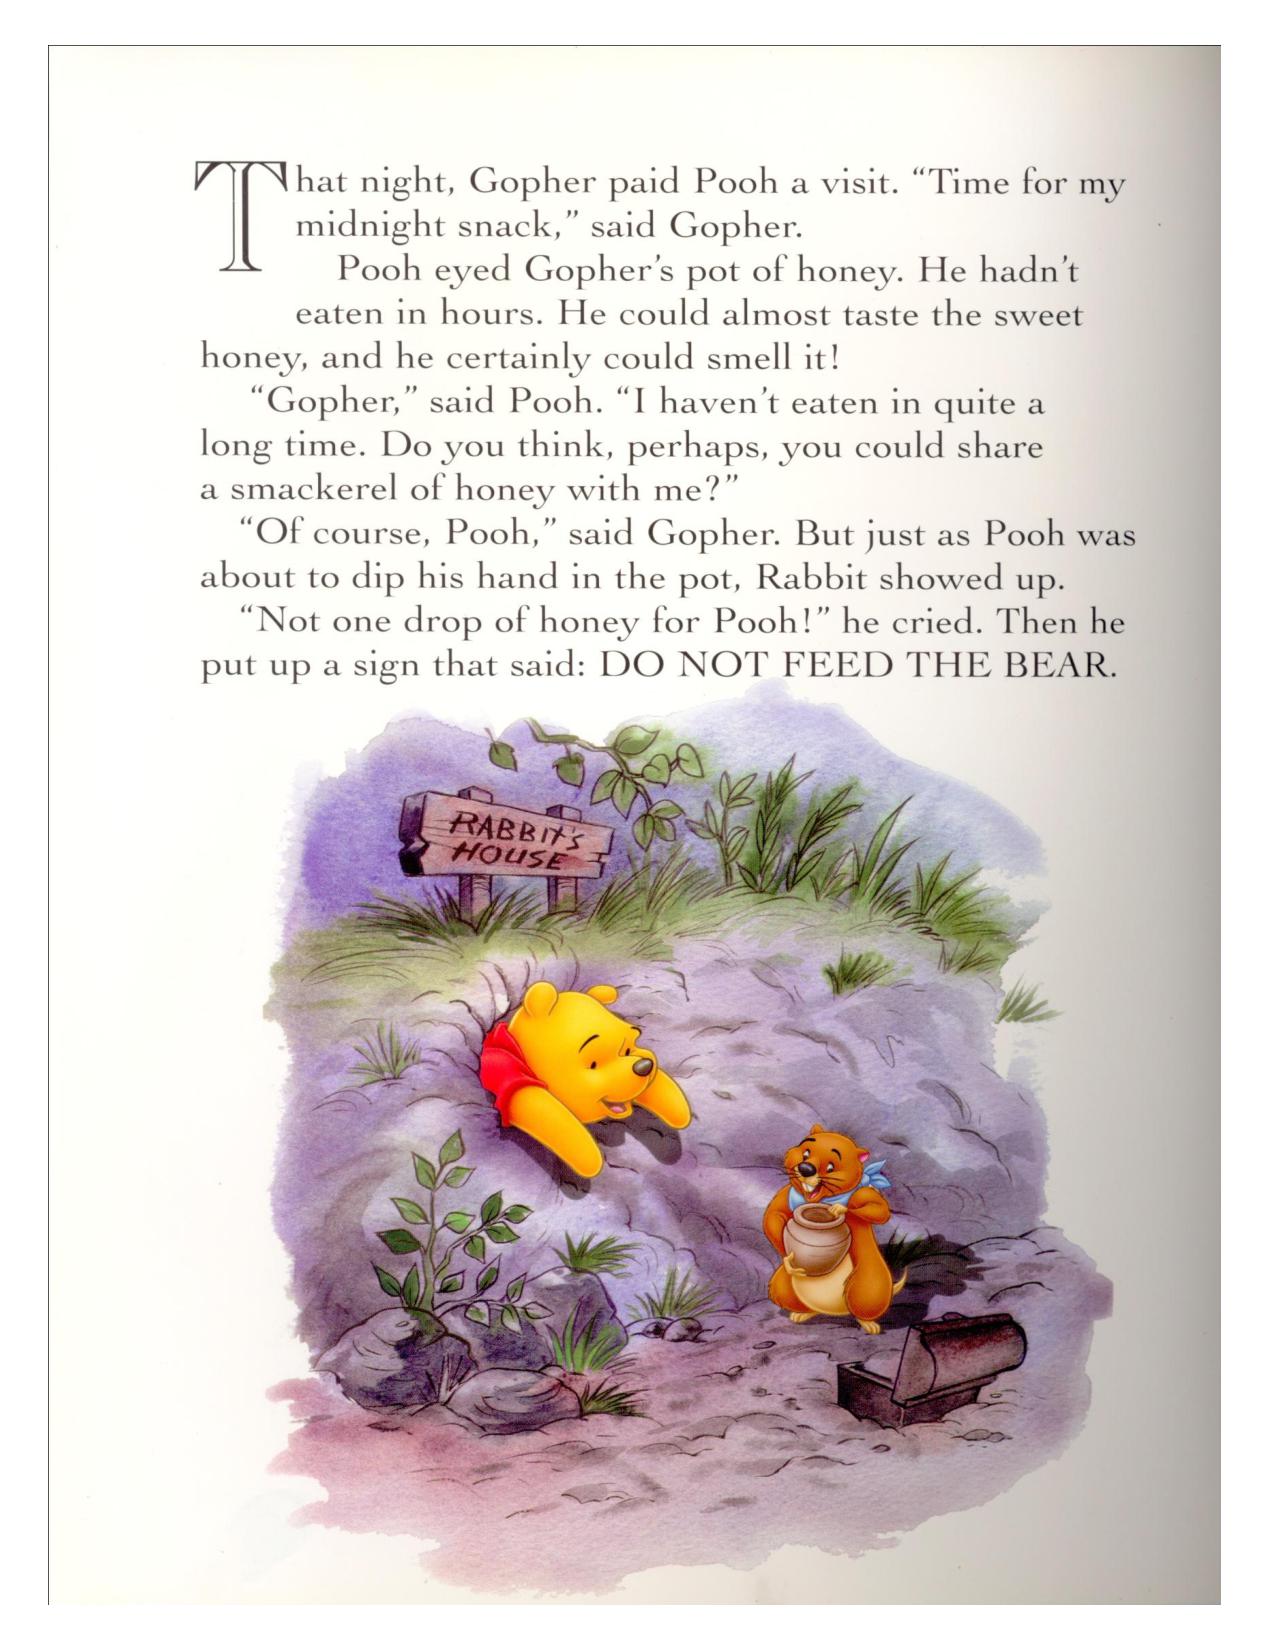 That night, Gopher paid Pooh a visit. “Time for my
midnight snack,” said Gopher.
Pooh eyed Gopher’s pot of honey. He hadn’t
eaten in hours. He could almost taste the sweet
honey, and he certainly could smell it!
“Gopher,” said Pooh. “I haven’t eaten in quite a
long time. Do you think, perhaps, you could share
a smackerel of honey with me?”
“Of course, Pooh,” said Gopher. But just as Pooh was
about to dip his hand in the pot, Rabbit showed up.
“Not one drop of honey for Pooh!” he cried. Then he
put up a sign that said: DO NOT FEED THE BEAR.
RABBIT'S
HOUSE